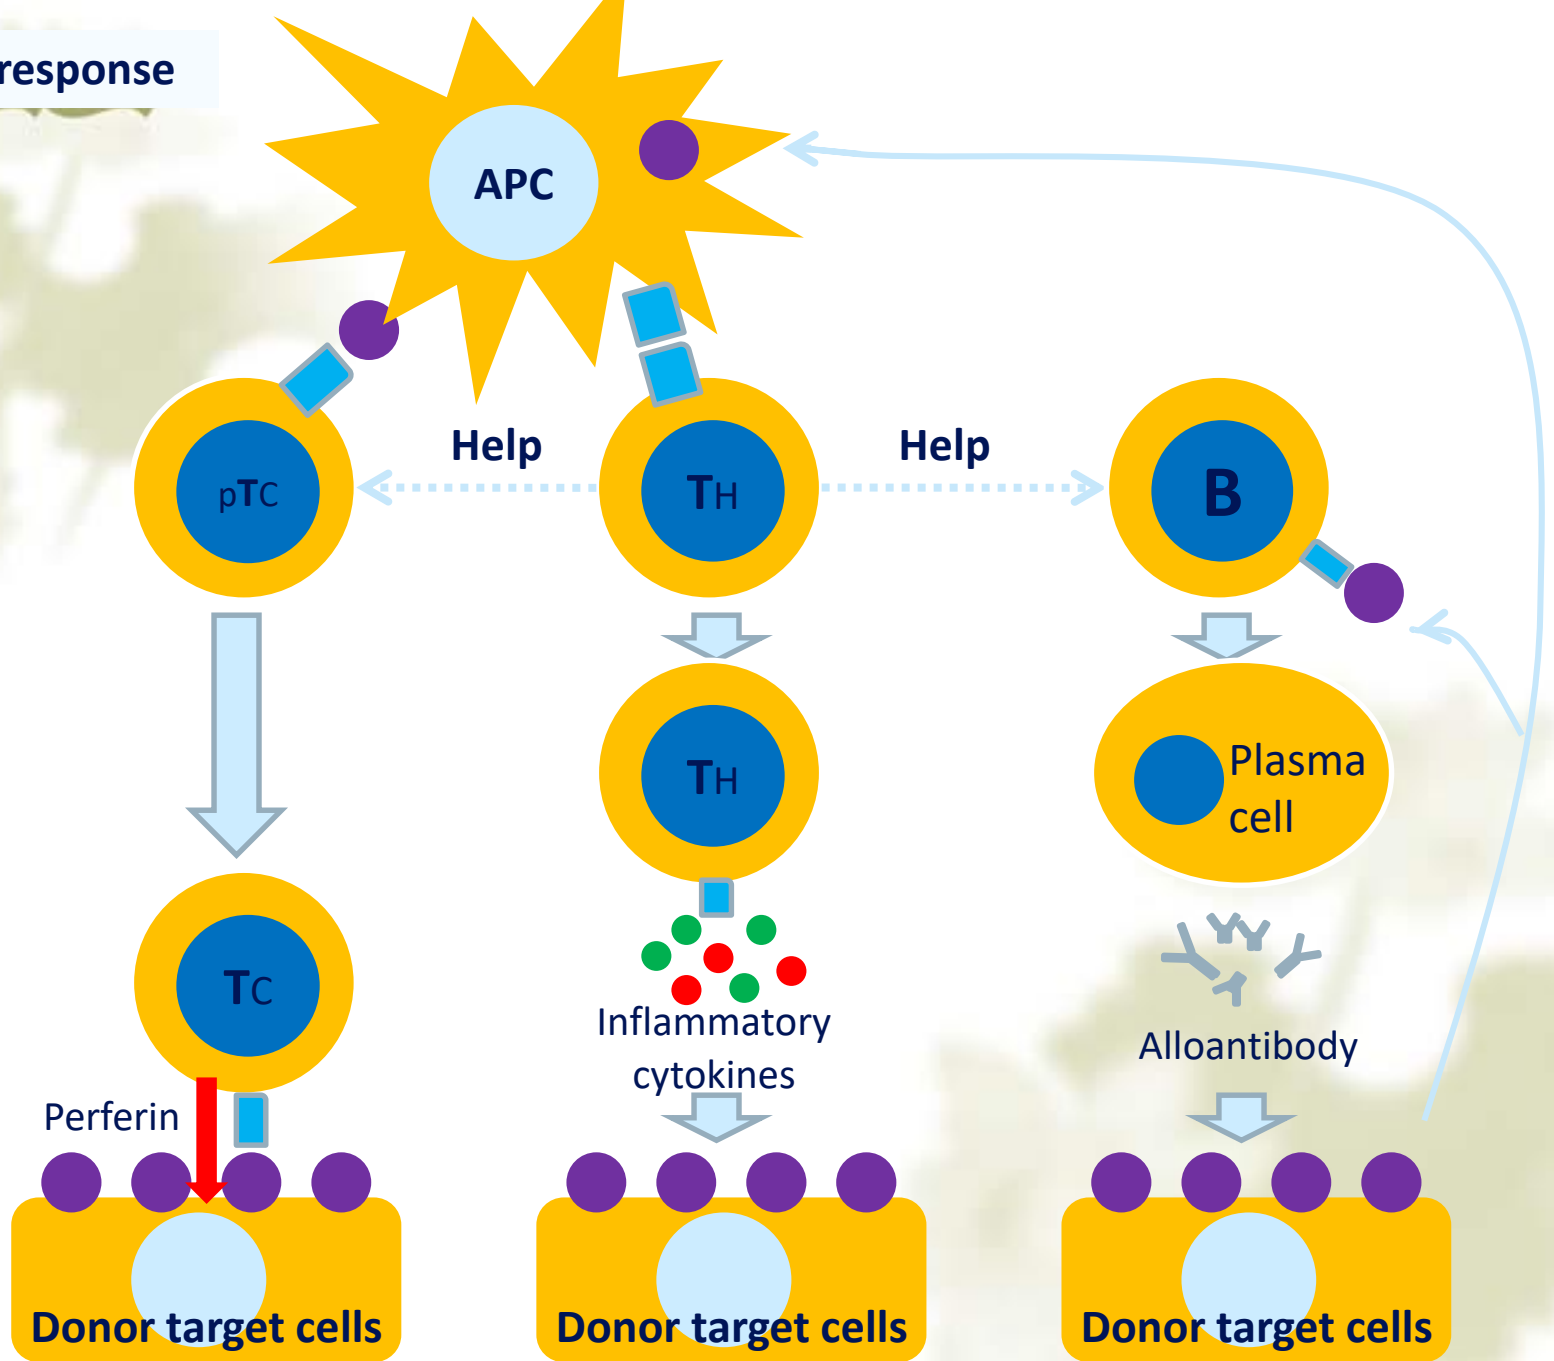 response
APC
Help
Help
pTC
TH
B
TH
Plasma
cell
TC
Inflammatory
cytokines
Alloantibody
Perferin
Donor target cells
Donor target cells
Donor target cells